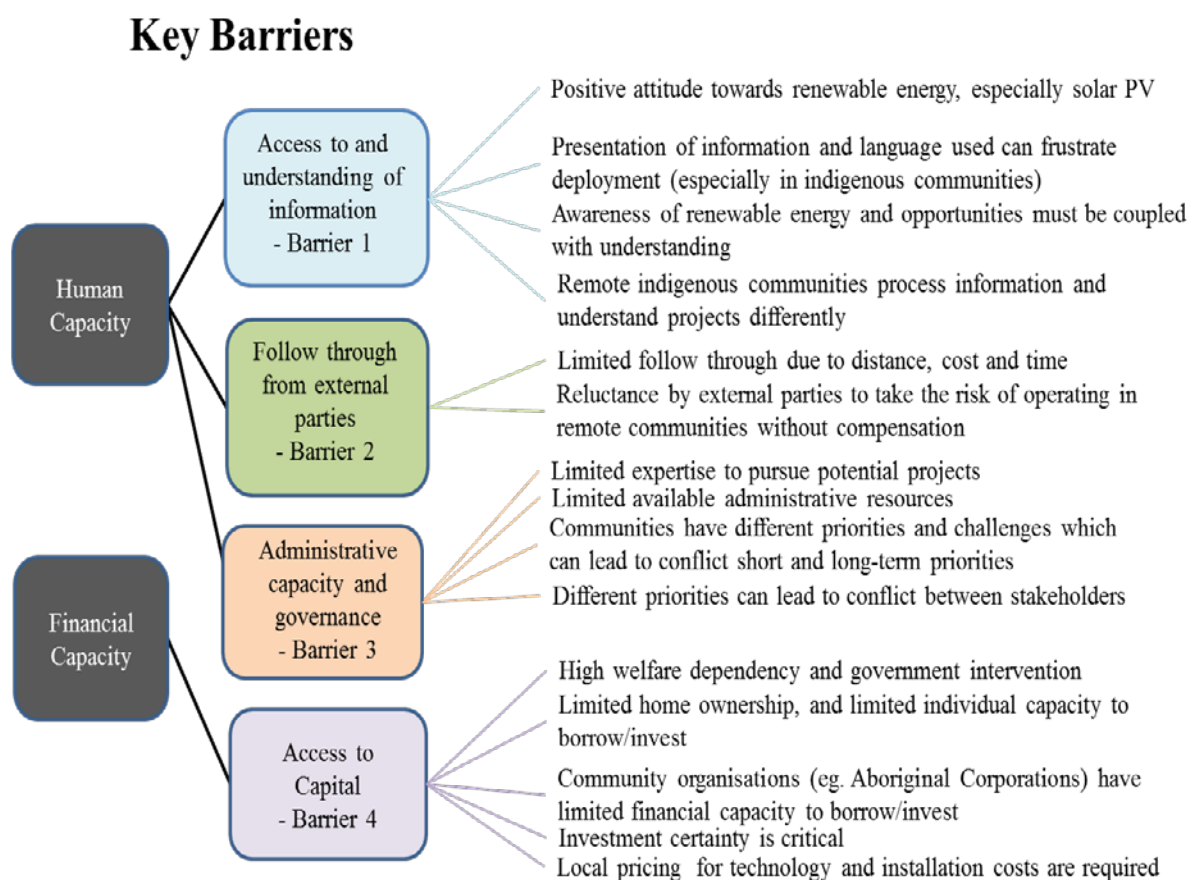 Key Barriers
Human
Capacity
Access to and
understanding of
information
- Barrier 1
Positive attitude towards renewable energy, especially solar PV
Presentation of information and language used can frustrate
deployment (especially in indigenous communities)
Awareness of renewable energy and opportunities must be coupled
with understanding
Remote indigenous communities process information and
understand projects differently
Follow through
from external
parties
- Barrier 2
Limited follow through due to distance, cost and time
Reluctance by external parties to take the risk of operating in
remote communities without compensation
Administrative
capacity and
governance
- Barrier 3
Limited expertise to pursue potential projects
Limited available administrative resources
Communities have different priorities and challenges which
can lead to conflict short and long-term priorities
Different priorities can lead to conflict between stakeholders
Financial
Capacity
Access to
Capital
- Barrier 4
High welfare dependency and government intervention
Limited home ownership, and limited individual capacity to
borrow/invest
Community organisations (eg. Aboriginal Corporations) have
limited financial capacity to borrow/invest
Investment certainty is critical
Local pricing for technology and installation costs are required